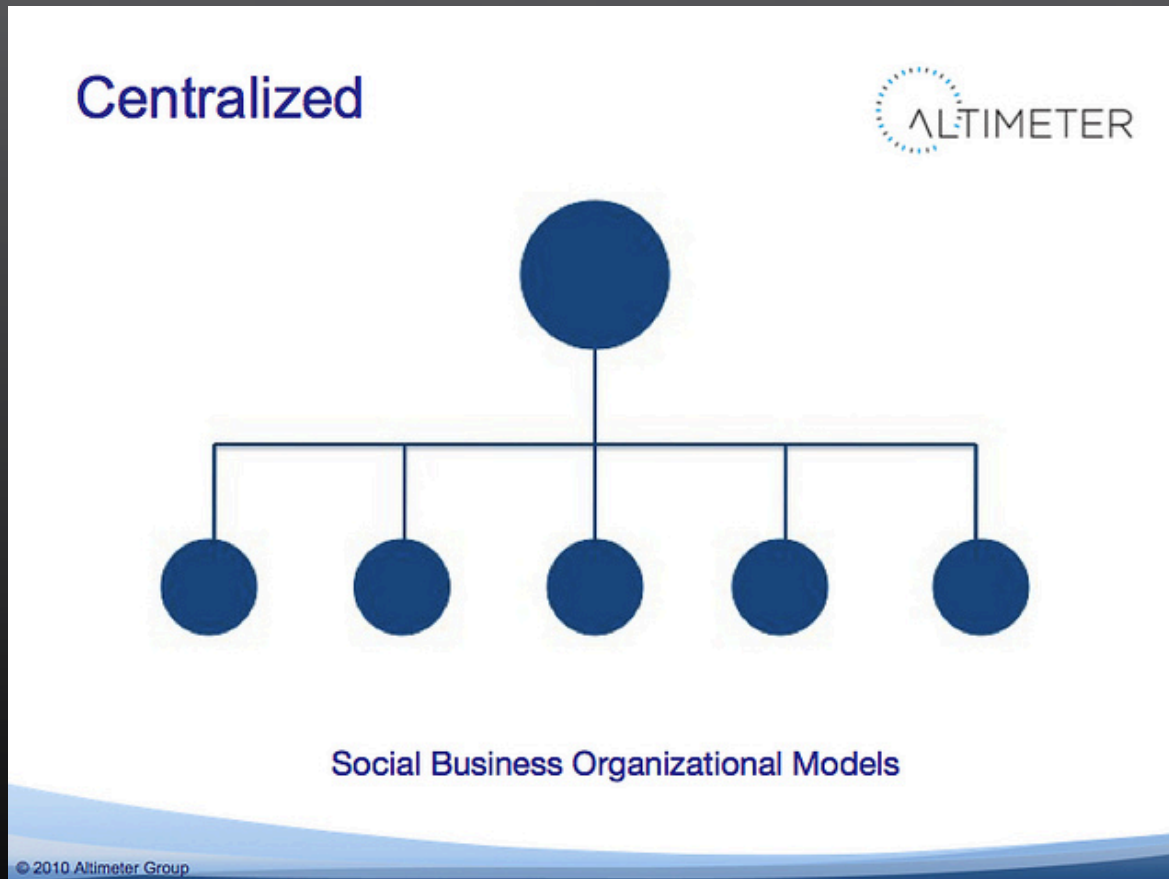 Centralized
ALTIMETER
Social Business Organizational Models
© 2010 Altimeter Group